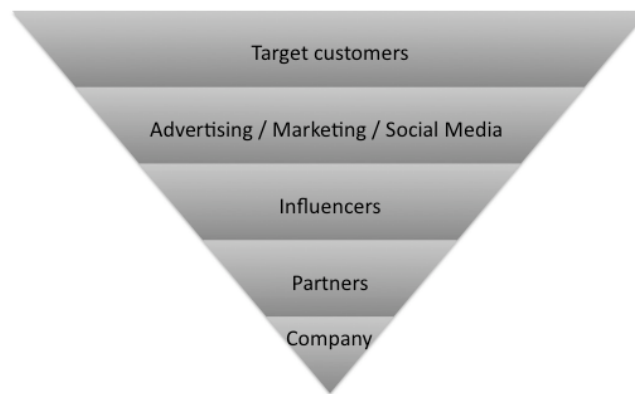 Target customers
Advertising / Marketing / Social Media
Influencers
Partners
Company